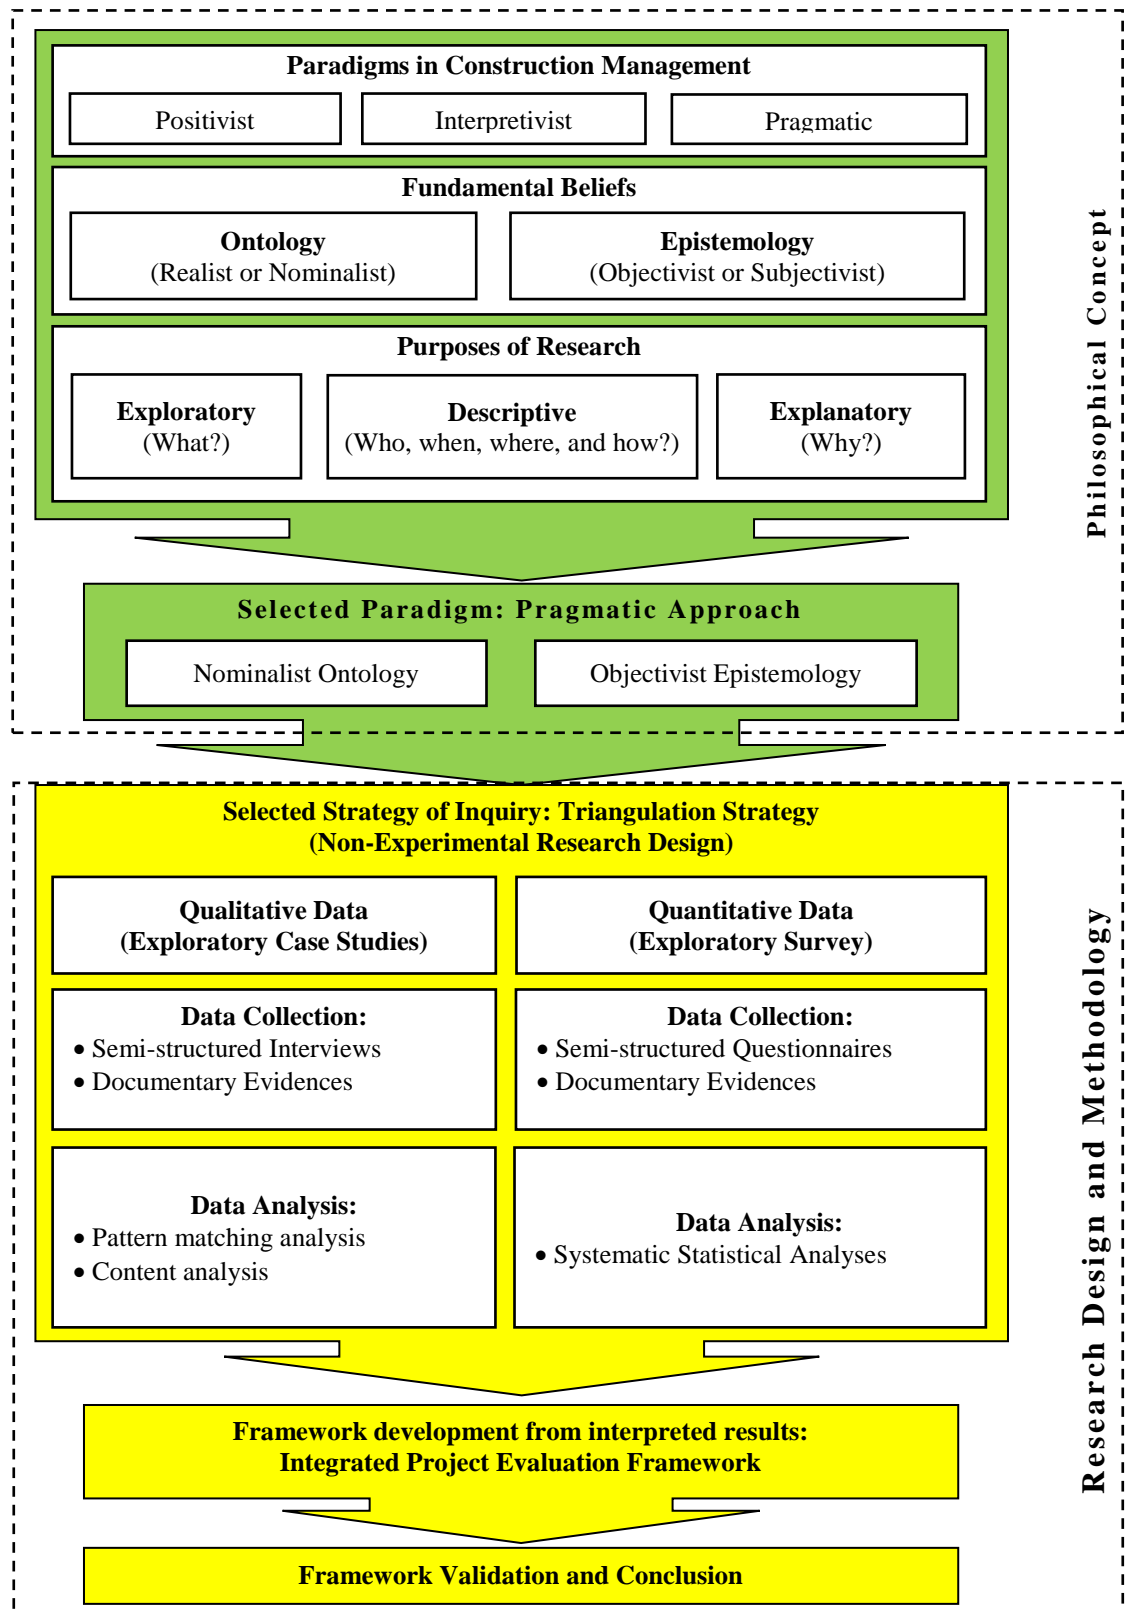 Paradigms in Construction Management
Positivist
Interpretivist
Pragmatic
Fundamental Beliefs
Ontology
(Realist or Nominalist)
Epistemology
(Objectivist or Subjectivist)
Purposes of Research
Exploratory
(What?)
Descriptive
(Who, when, where, and how?)
Explanatory
(Why?)
Philosophical Concept
Selected Paradigm: Pragmatic Approach
Nominalist Ontology
Objectivist Epistemology
Selected Strategy of Inquiry: Triangulation Strategy
(Non-Experimental Research Design)
Qualitative Data
(Exploratory Case Studies)
Quantitative Data
(Exploratory Survey)
Data Collection:
• Semi-structured Interviews
• Documentary Evidences
Data Collection:
• Semi-structured Questionnaires
• Documentary Evidences
Data Analysis:
• Pattern matching analysis
• Content analysis
Data Analysis:
• Systematic Statistical Analyses
Research Design and Methodology
Framework development from interpreted results:
Integrated Project Evaluation Framework
Framework Validation and Conclusion